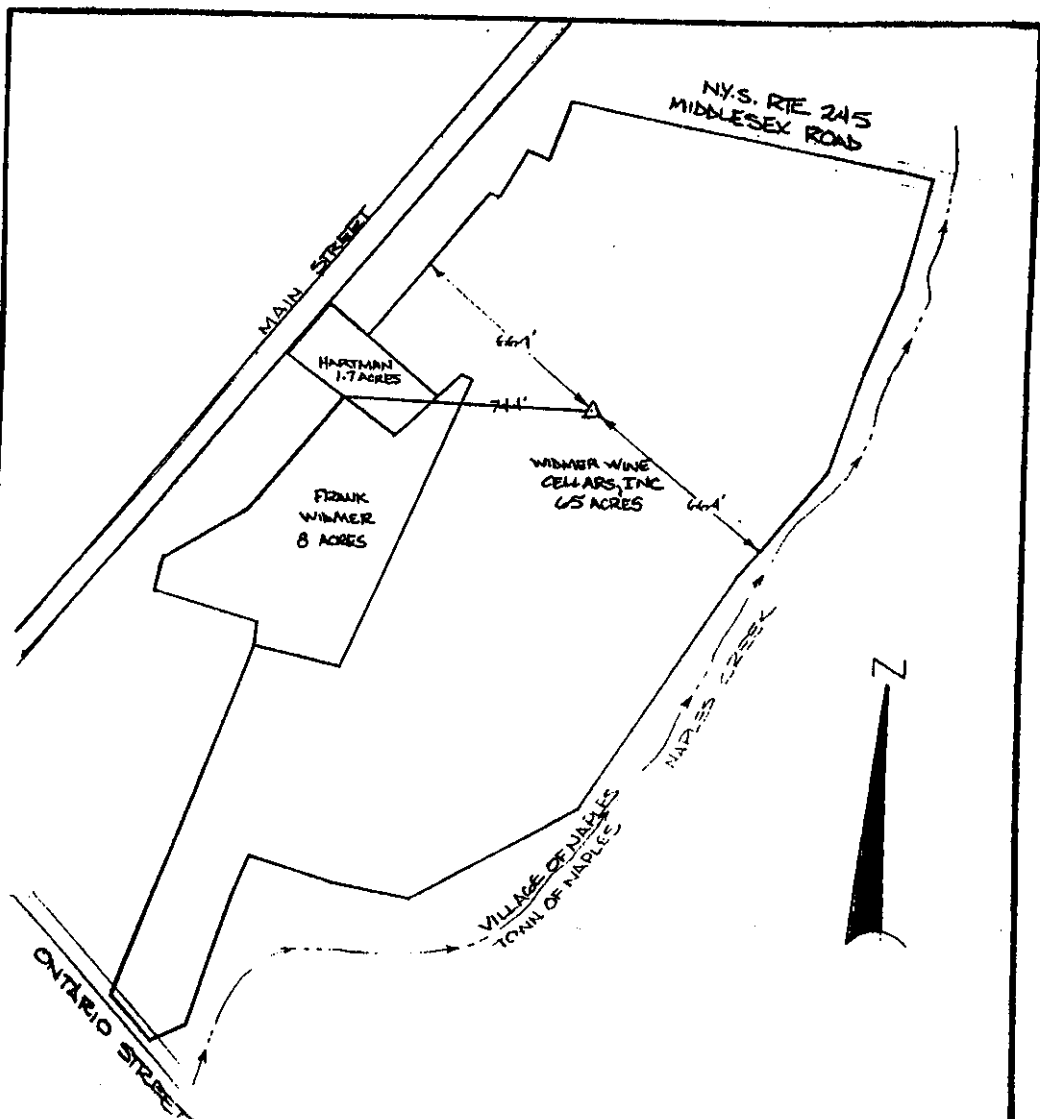 N.Y.S. RTE 245
MIDDLESEX ROAD
MAIN STREET
HARTMAN
1.7 ACRES
664'
744'
WIDMER WINE
CELLARS, INC
65 ACRES
664'
FRANK
WIDMER
8 ACRES
NAPLES CREEK
N
VILLAGE OF NAPLES
TOWN OF NAPLES
ONTARIO STREET